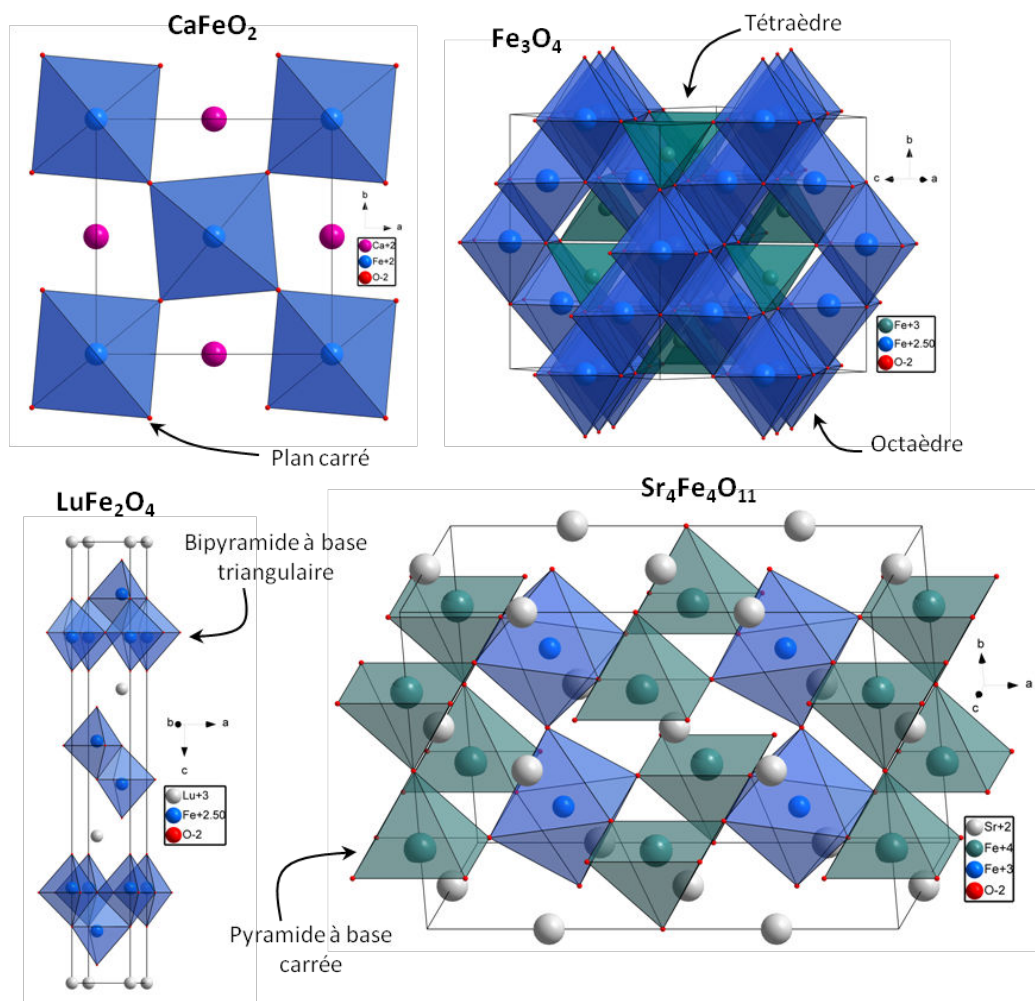 CaFeO₂
b
a
Ca+2
Fe+2
O-2
Plan carré
Fe₃O₄
Tétraèdre
b
c
a
Fe+3
Fe+2.50
O-2
Octaèdre
LuFe₂O₄
Bipyramide à base
triangulaire
b
a
c
Lu+3
Fe+2.50
O-2
Sr₄Fe₄O₁₁
b
a
c
Sr+2
Fe+4
Fe+3
O-2
Pyramide à base
carrée